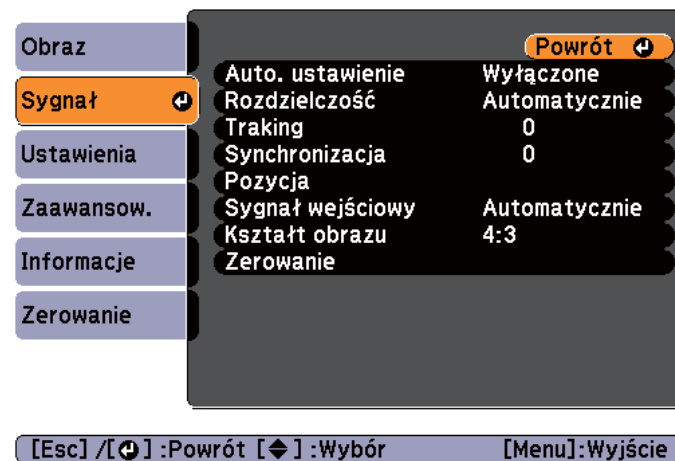 Obraz
Sygnał
Ustawienia
Zaawansow.
Informacje
Zerowanie
Powrót
Auto. ustawienie Wyłączone
Rozdzielczość Automatycznie
Traking 0
Synchronizacja 0
Pozycja
Sygnał wejściowy Automatycznie
Kształt obrazu 4:3
Zerowanie
[Esc] /[⏎] :Powrót [◆] :Wybór [Menu]:Wyjście